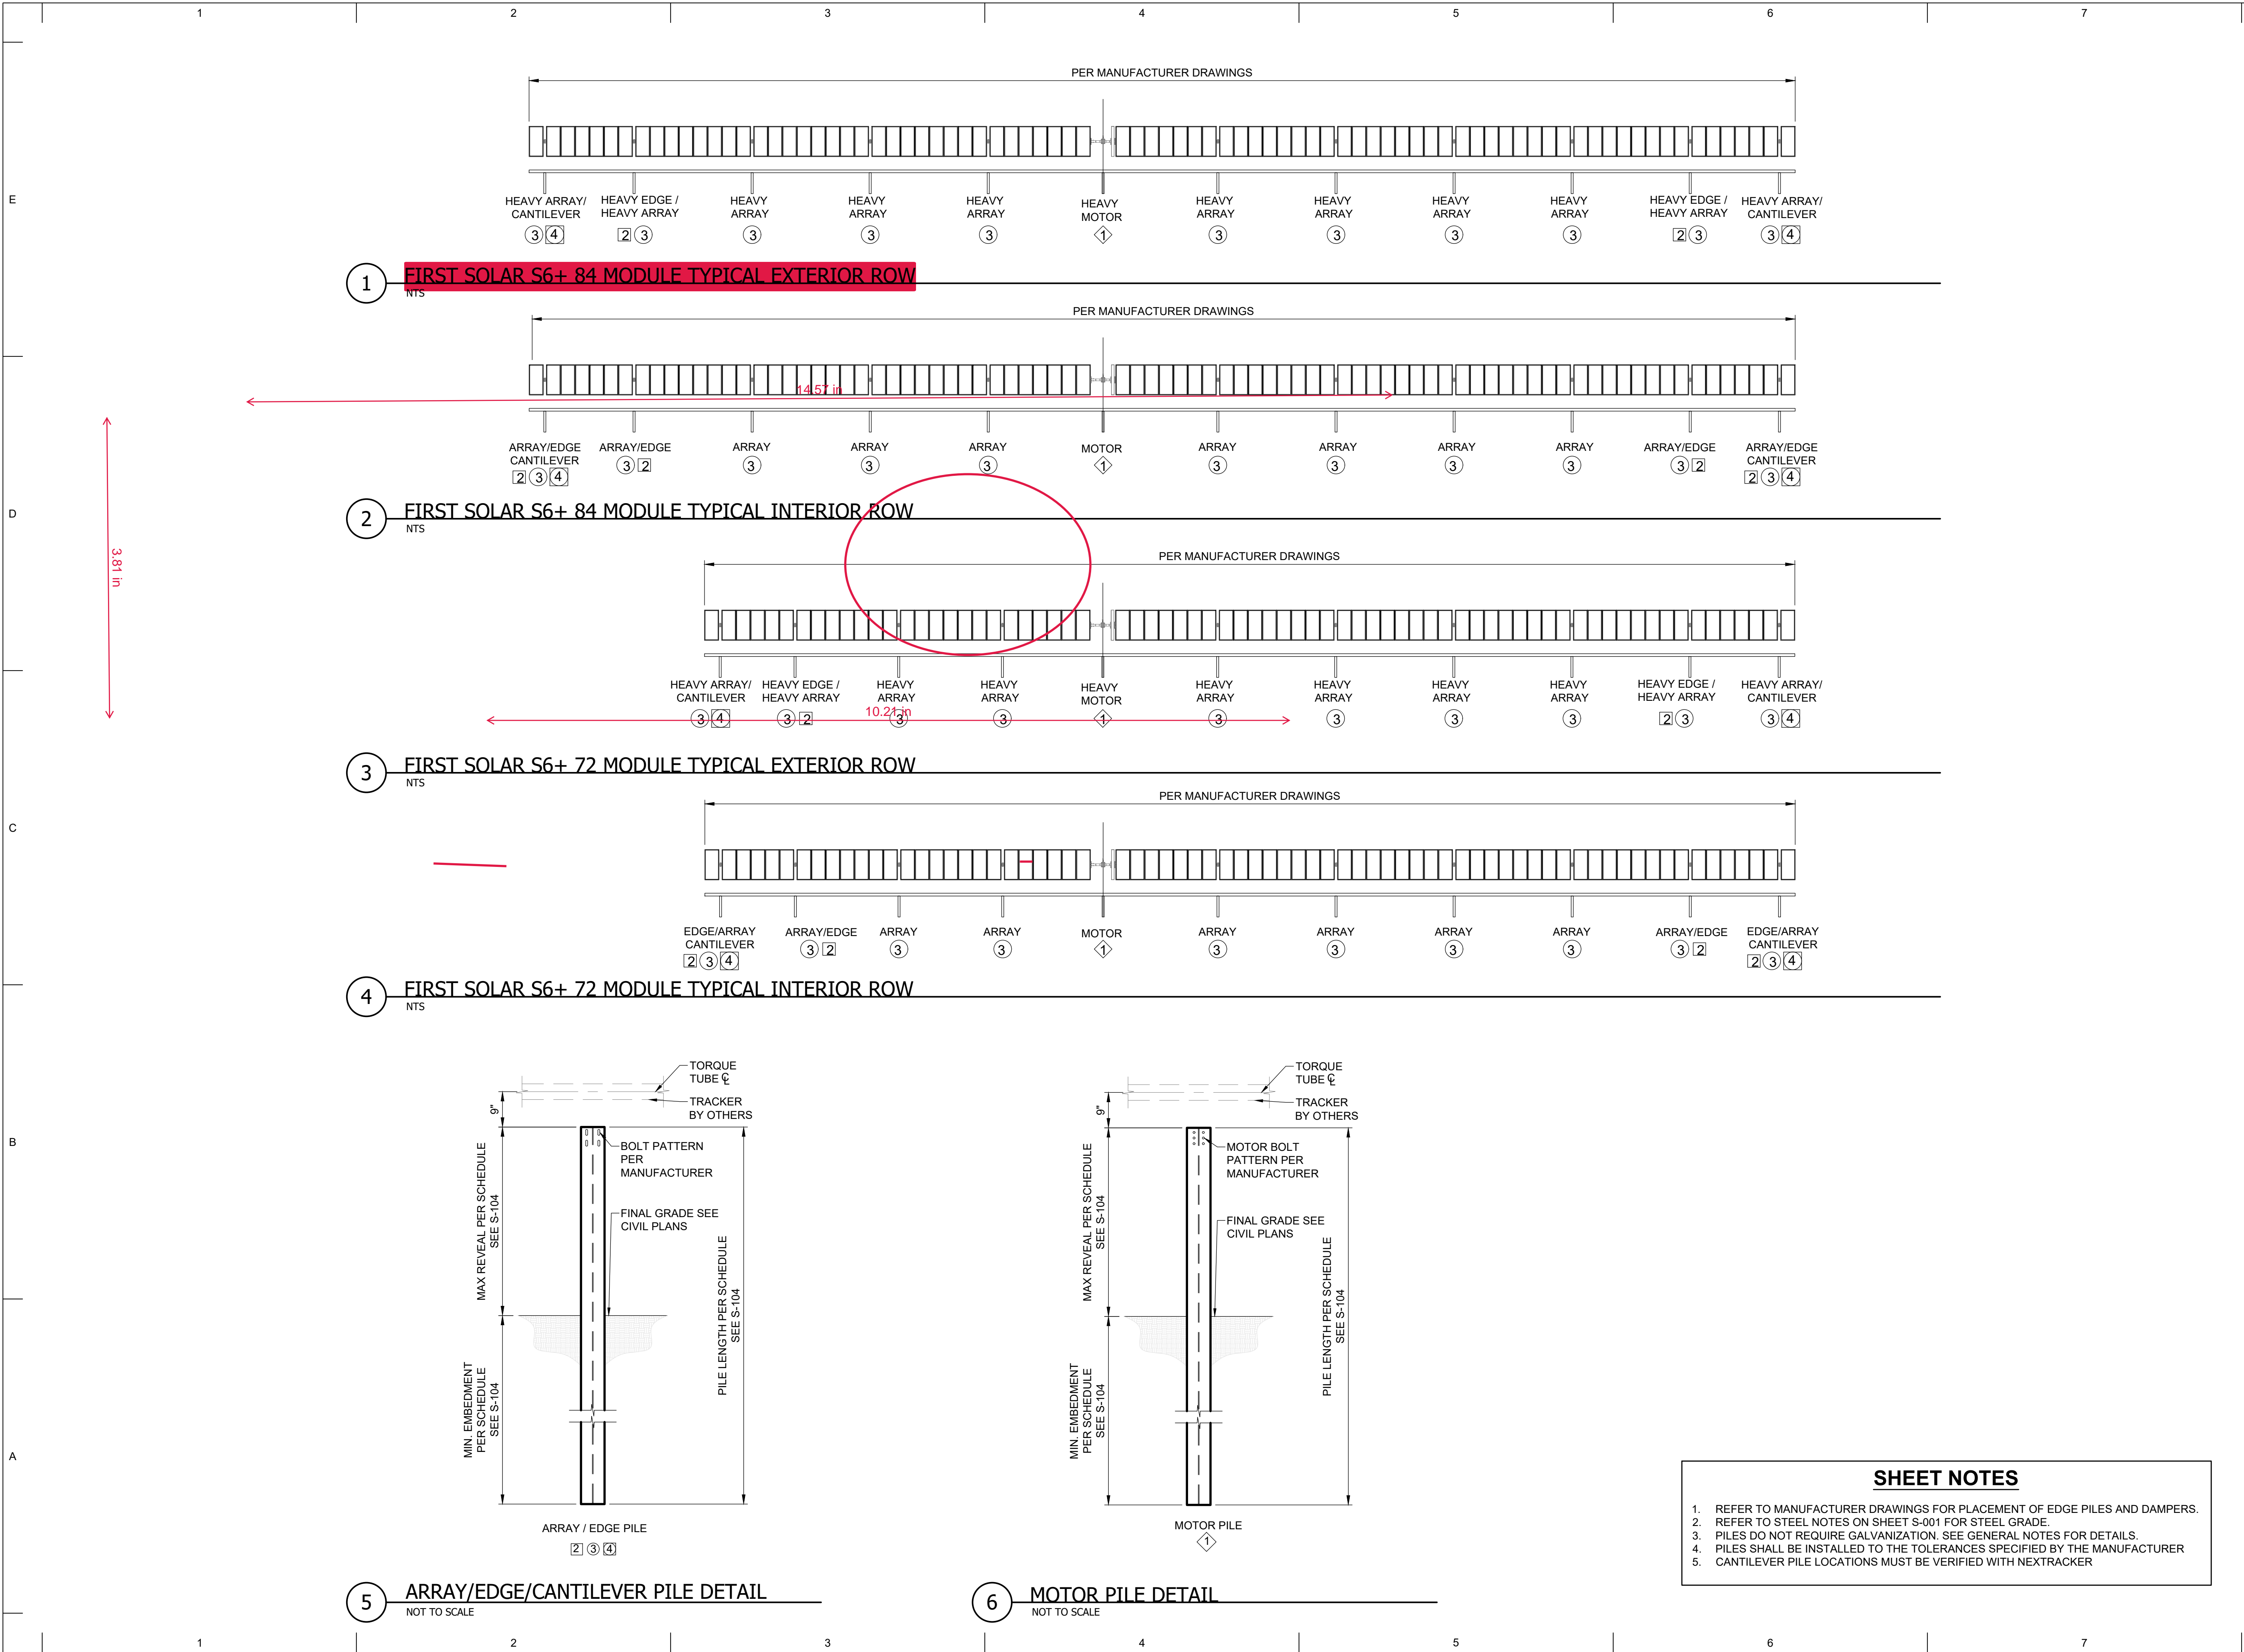 1 2 3 4 5 6 7
PER MANUFACTURER DRAWINGS
E
HEAVY ARRAY/
CANTILEVER
3 4
HEAVY EDGE /
HEAVY ARRAY
2 3
HEAVY
ARRAY
3
HEAVY
ARRAY
3
HEAVY
ARRAY
3
HEAVY
MOTOR
1
HEAVY
ARRAY
3
HEAVY
ARRAY
3
HEAVY
ARRAY
3
HEAVY
ARRAY
3
HEAVY EDGE /
HEAVY ARRAY
2 3
HEAVY ARRAY/
CANTILEVER
3 4
1 FIRST SOLAR S6+ 84 MODULE TYPICAL EXTERIOR ROW
NTS
PER MANUFACTURER DRAWINGS
14.57 in
ARRAY/EDGE
CANTILEVER
2 3 4
ARRAY/EDGE
3 2
ARRAY
3
ARRAY
3
ARRAY
3
MOTOR
1
ARRAY
3
ARRAY
3
ARRAY
3
ARRAY
3
ARRAY/EDGE
3 2
ARRAY/EDGE
CANTILEVER
2 3 4
D
2 FIRST SOLAR S6+ 84 MODULE TYPICAL INTERIOR ROW
NTS
3.81 in
PER MANUFACTURER DRAWINGS
HEAVY ARRAY/
CANTILEVER
3 4
HEAVY EDGE /
HEAVY ARRAY
3 2
HEAVY
ARRAY
3
HEAVY
ARRAY
3
HEAVY
MOTOR
1
HEAVY
ARRAY
3
HEAVY
ARRAY
3
HEAVY
ARRAY
3
HEAVY
ARRAY
3
HEAVY EDGE /
HEAVY ARRAY
2 3
HEAVY ARRAY/
CANTILEVER
3 4
10.21 in
3 FIRST SOLAR S6+ 72 MODULE TYPICAL EXTERIOR ROW
NTS
PER MANUFACTURER DRAWINGS
C
EDGE/ARRAY
CANTILEVER
2 3 4
ARRAY/EDGE
3 2
ARRAY
3
ARRAY
3
MOTOR
1
ARRAY
3
ARRAY
3
ARRAY
3
ARRAY
3
ARRAY/EDGE
3 2
EDGE/ARRAY
CANTILEVER
2 3 4
4 FIRST SOLAR S6+ 72 MODULE TYPICAL INTERIOR ROW
NTS
B
A
TORQUE
TUBE ℄
TRACKER
BY OTHERS
9"
BOLT PATTERN
PER
MANUFACTURER
MAX REVEAL PER SCHEDULE
SEE S-104
FINAL GRADE SEE
CIVIL PLANS
PILE LENGTH PER SCHEDULE
SEE S-104
MIN. EMBEDMENT
PER SCHEDULE
SEE S-104
ARRAY / EDGE PILE
2 3 4
5 ARRAY/EDGE/CANTILEVER PILE DETAIL
NOT TO SCALE
TORQUE
TUBE ℄
TRACKER
BY OTHERS
9"
MOTOR BOLT
PATTERN PER
MANUFACTURER
MAX REVEAL PER SCHEDULE
SEE S-104
FINAL GRADE SEE
CIVIL PLANS
PILE LENGTH PER SCHEDULE
SEE S-104
MIN. EMBEDMENT
PER SCHEDULE
SEE S-104
MOTOR PILE
1
6 MOTOR PILE DETAIL
NOT TO SCALE
SHEET NOTES
1. REFER TO MANUFACTURER DRAWINGS FOR PLACEMENT OF EDGE PILES AND DAMPERS.
2. REFER TO STEEL NOTES ON SHEET S-001 FOR STEEL GRADE.
3. PILES DO NOT REQUIRE GALVANIZATION. SEE GENERAL NOTES FOR DETAILS.
4. PILES SHALL BE INSTALLED TO THE TOLERANCES SPECIFIED BY THE MANUFACTURER
5. CANTILEVER PILE LOCATIONS MUST BE VERIFIED WITH NEXTRACKER
1 2 3 4 5 6 7